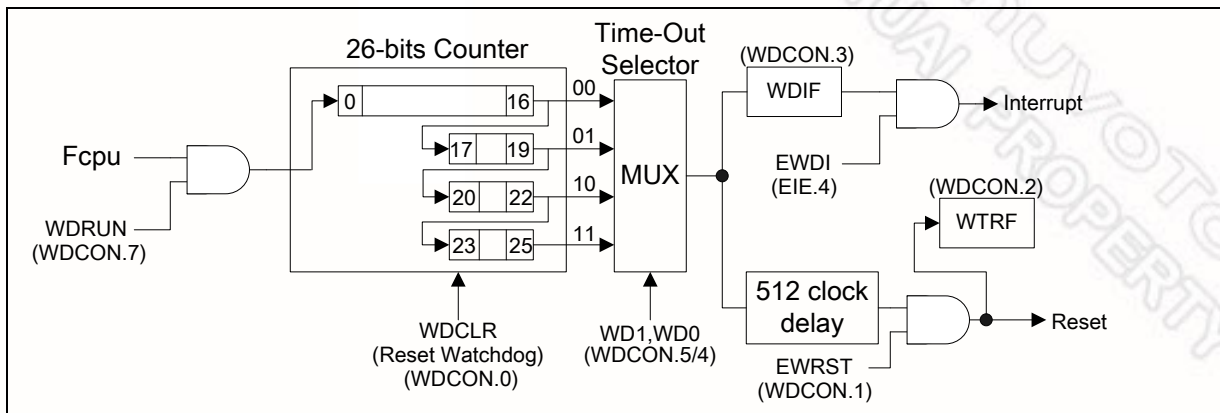 26-bits Counter
Time-Out
Selector
0
16
00
17
19
01
20
22
10
23
25
11
MUX
Fcpu
WDRUN
(WDCON.7)
WDCLR
(Reset Watchdog)
(WDCON.0)
WD1,WD0
(WDCON.5/4)
(WDCON.3)
WDIF
Interrupt
EWDI
(EIE.4)
(WDCON.2)
WTRF
512 clock
delay
Reset
EWRST
(WDCON.1)